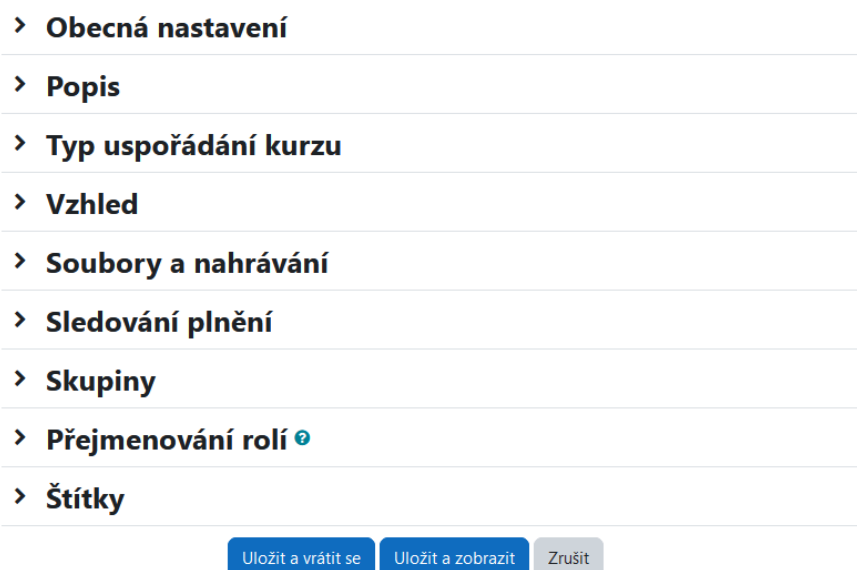 Obecná nastavení
Popis
Typ uspořádání kurzu
Vzhled
Soubory a nahrávání
Sledování plnění
Skupiny
Přejmenování rolí ?
Štítky
Uložit a vrátit se Uložit a zobrazit Zrušit